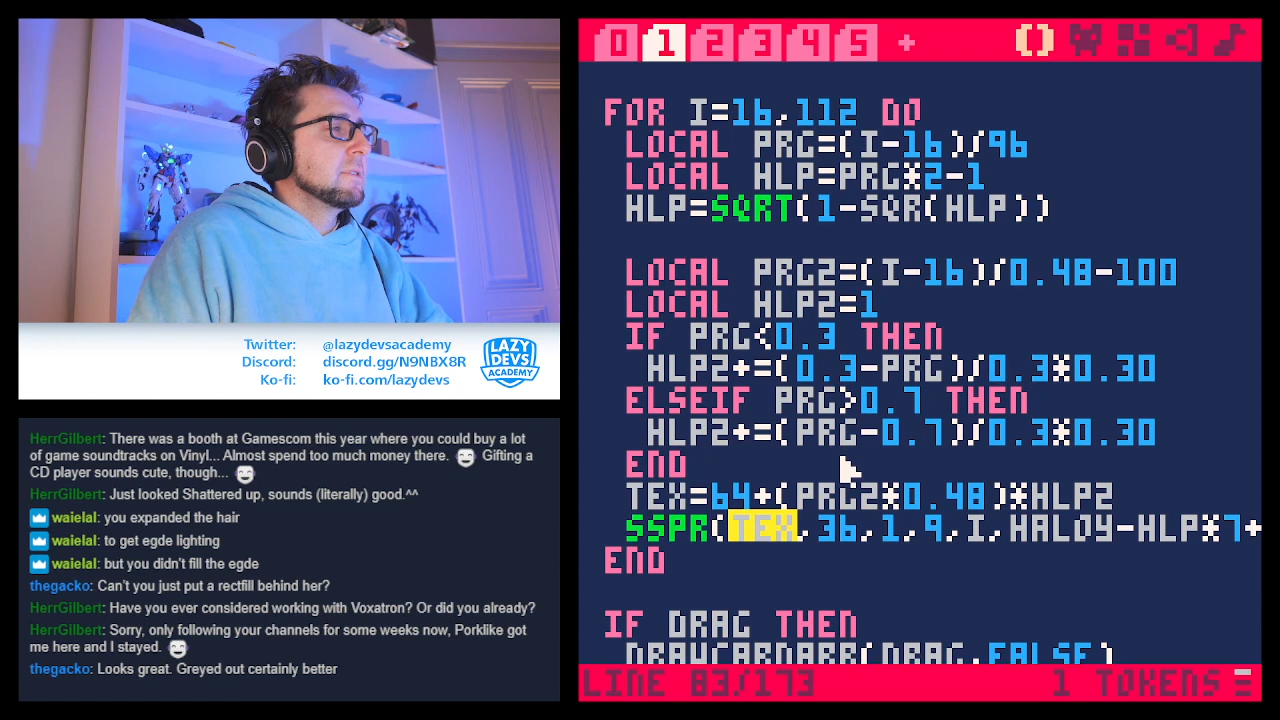 Twitter: @lazydevsacademy
Discord: discord.gg/N9NBX8R
Ko-fi: ko-fi.com/lazydevs
LAZY
DEVS
ACADEMY
HerrGilbert: There was a booth at Gamescom this year where you could buy a lot
of game soundtracks on Vinyl... Almost spend too much money there. Gifting a
CD player sounds cute, though...
HerrGilbert: Just looked Shattered up, sounds (literally) good.^^
waielal: you expanded the hair
waielal: to get egde lighting
waielal: but you didn't fill the egde
thegacko: Can't you just put a rectfill behind her?
HerrGilbert: Have you ever considered working with Voxatron? Or did you already?
HerrGilbert: Sorry, only following your channels for some weeks now, Porklike got
me here and I stayed.
thegacko: Looks great. Greyed out certainly better
0 1 2 3 4 5 +
FOR I=16,112 DO
LOCAL PRG=(I-16)/96
LOCAL HLP=PRG*2-1
HLP=SQRT(1-SQR(HLP))
LOCAL PRG2=(I-16)/0.48-100
LOCAL HLP2=1
IF PRG<0.3 THEN
HLP2+=(0.3-PRG)/0.3*0.30
ELSEIF PRG>0.7 THEN
HLP2+=(PRG-0.7)/0.3*0.30
END
TEX=64+(PRG2*0.48)*HLP2
SSPR(TEX,36,1,9,I,HALOY-HLP*7+
END
IF DRAG THEN
DRAWCARDARR(DRAG,FALSE)
LINE 83/173
1 TOKENS